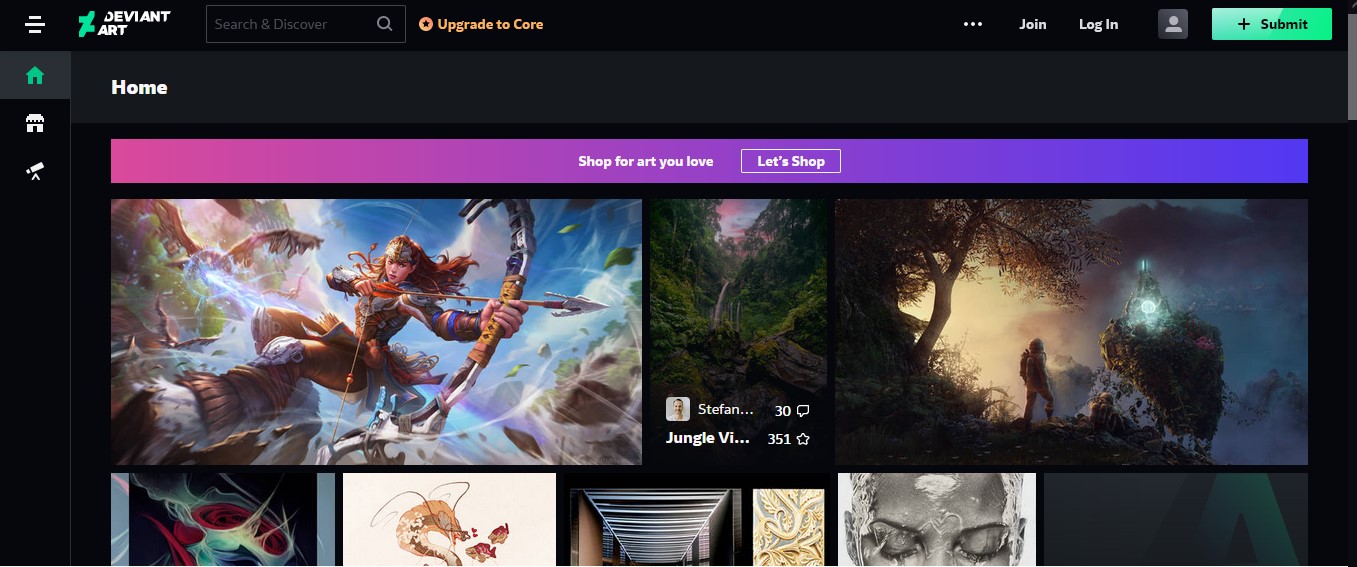 DEVIANT
ART
Search & Discover
Upgrade to Core
Join
Log In
Submit
Home
Shop for art you love
Let's Shop
Stefan...
30
Jungle Vi...
351